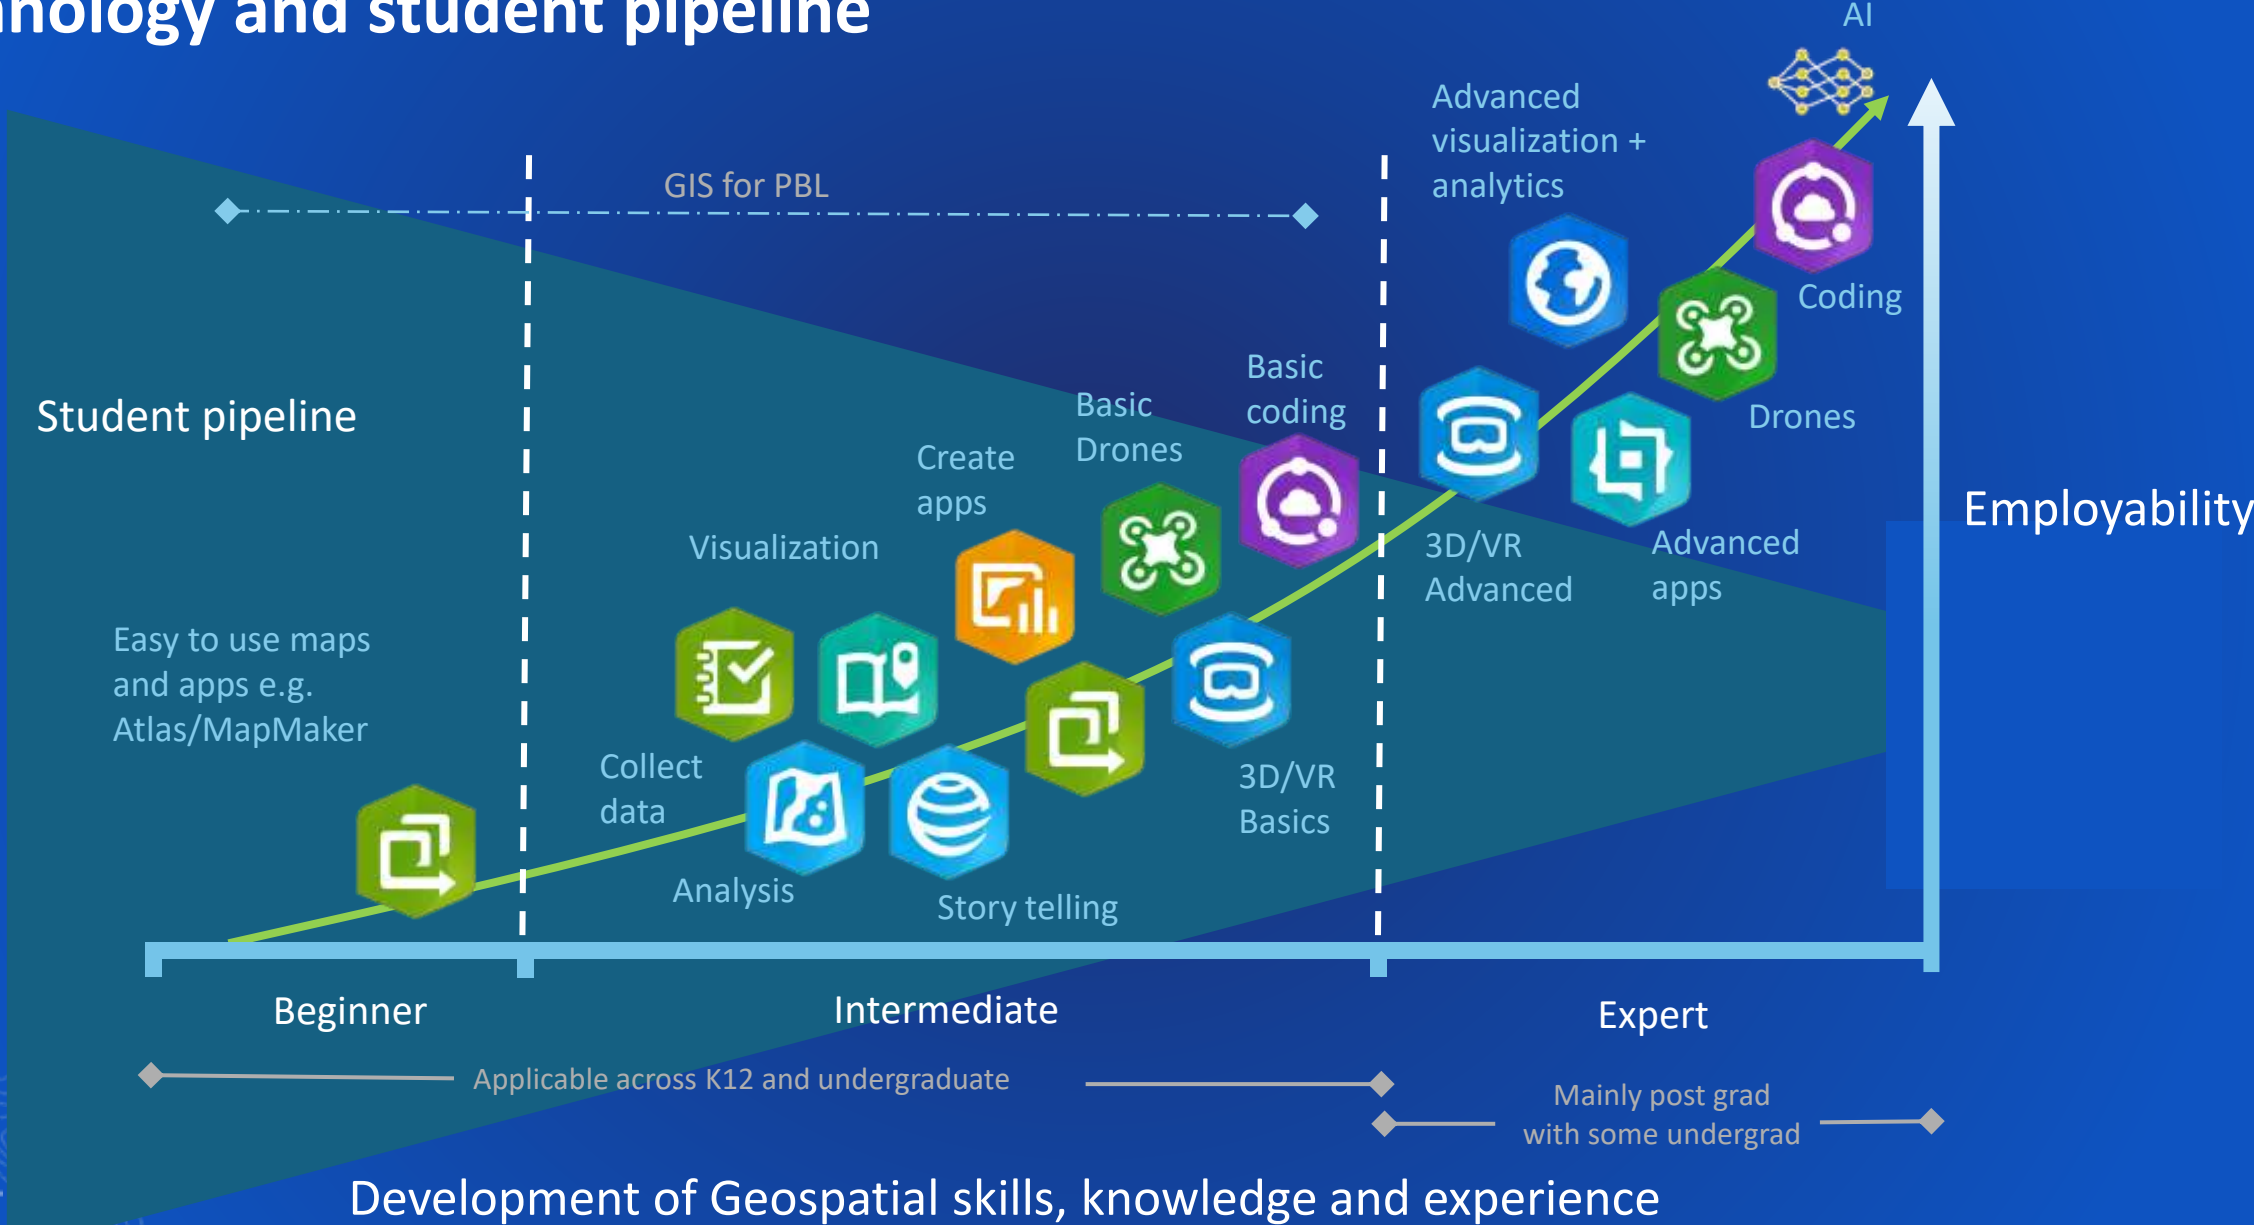 and student pipeline
AI
Advanced
visualization +
analytics
GIS for PBL
Coding
Student pipeline
Basic
coding
Basic
Drones
Drones
Create
apps
Employability
Visualization
3D/VR
Advanced
Advanced
apps
Easy to use maps
and apps e.g.
Atlas/MapMaker
Collect
data
3D/VR
Basics
Analysis
Story telling
Beginner
Intermediate
Expert
Applicable across K12 and undergraduate
Mainly post grad
with some undergrad
Development of Geospatial skills, knowledge and experience